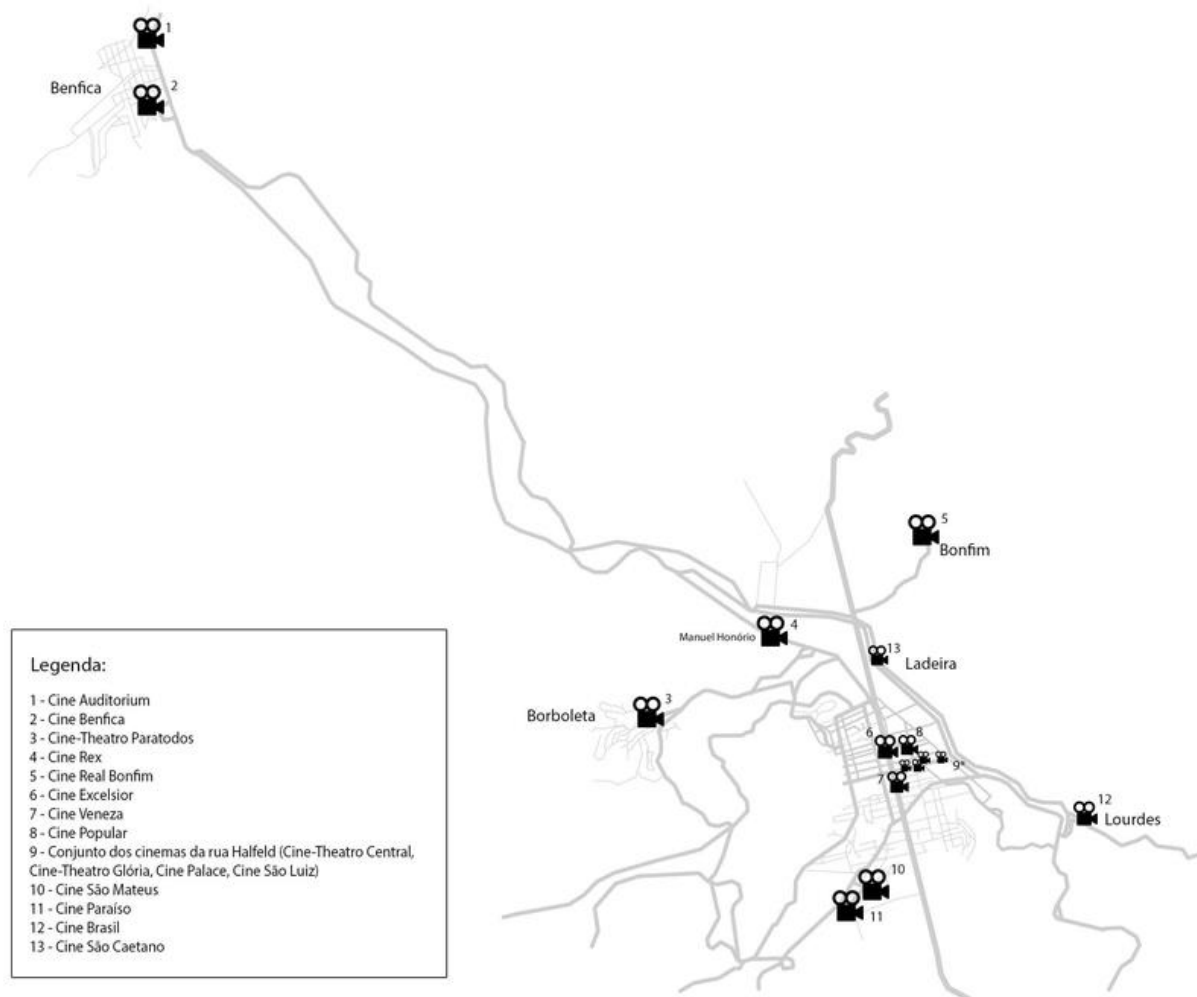 1
Benfica
2
5
Bonfim
4
Manuel Honório
13
Ladeira
3
Borboleta
6
8
9*
7
12
Lourdes
10
11
Legenda:
1 - Cine Auditorium
2 - Cine Benfica
3 - Cine-Theatro Paratodos
4 - Cine Rex
5 - Cine Real Bonfim
6 - Cine Excelsior
7 - Cine Veneza
8 - Cine Popular
9 - Conjunto dos cinemas da rua Halfeld (Cine-Theatro Central,
Cine-Theatro Glória, Cine Palace, Cine São Luiz)
10 - Cine São Mateus
11 - Cine Paraíso
12 - Cine Brasil
13 - Cine São Caetano